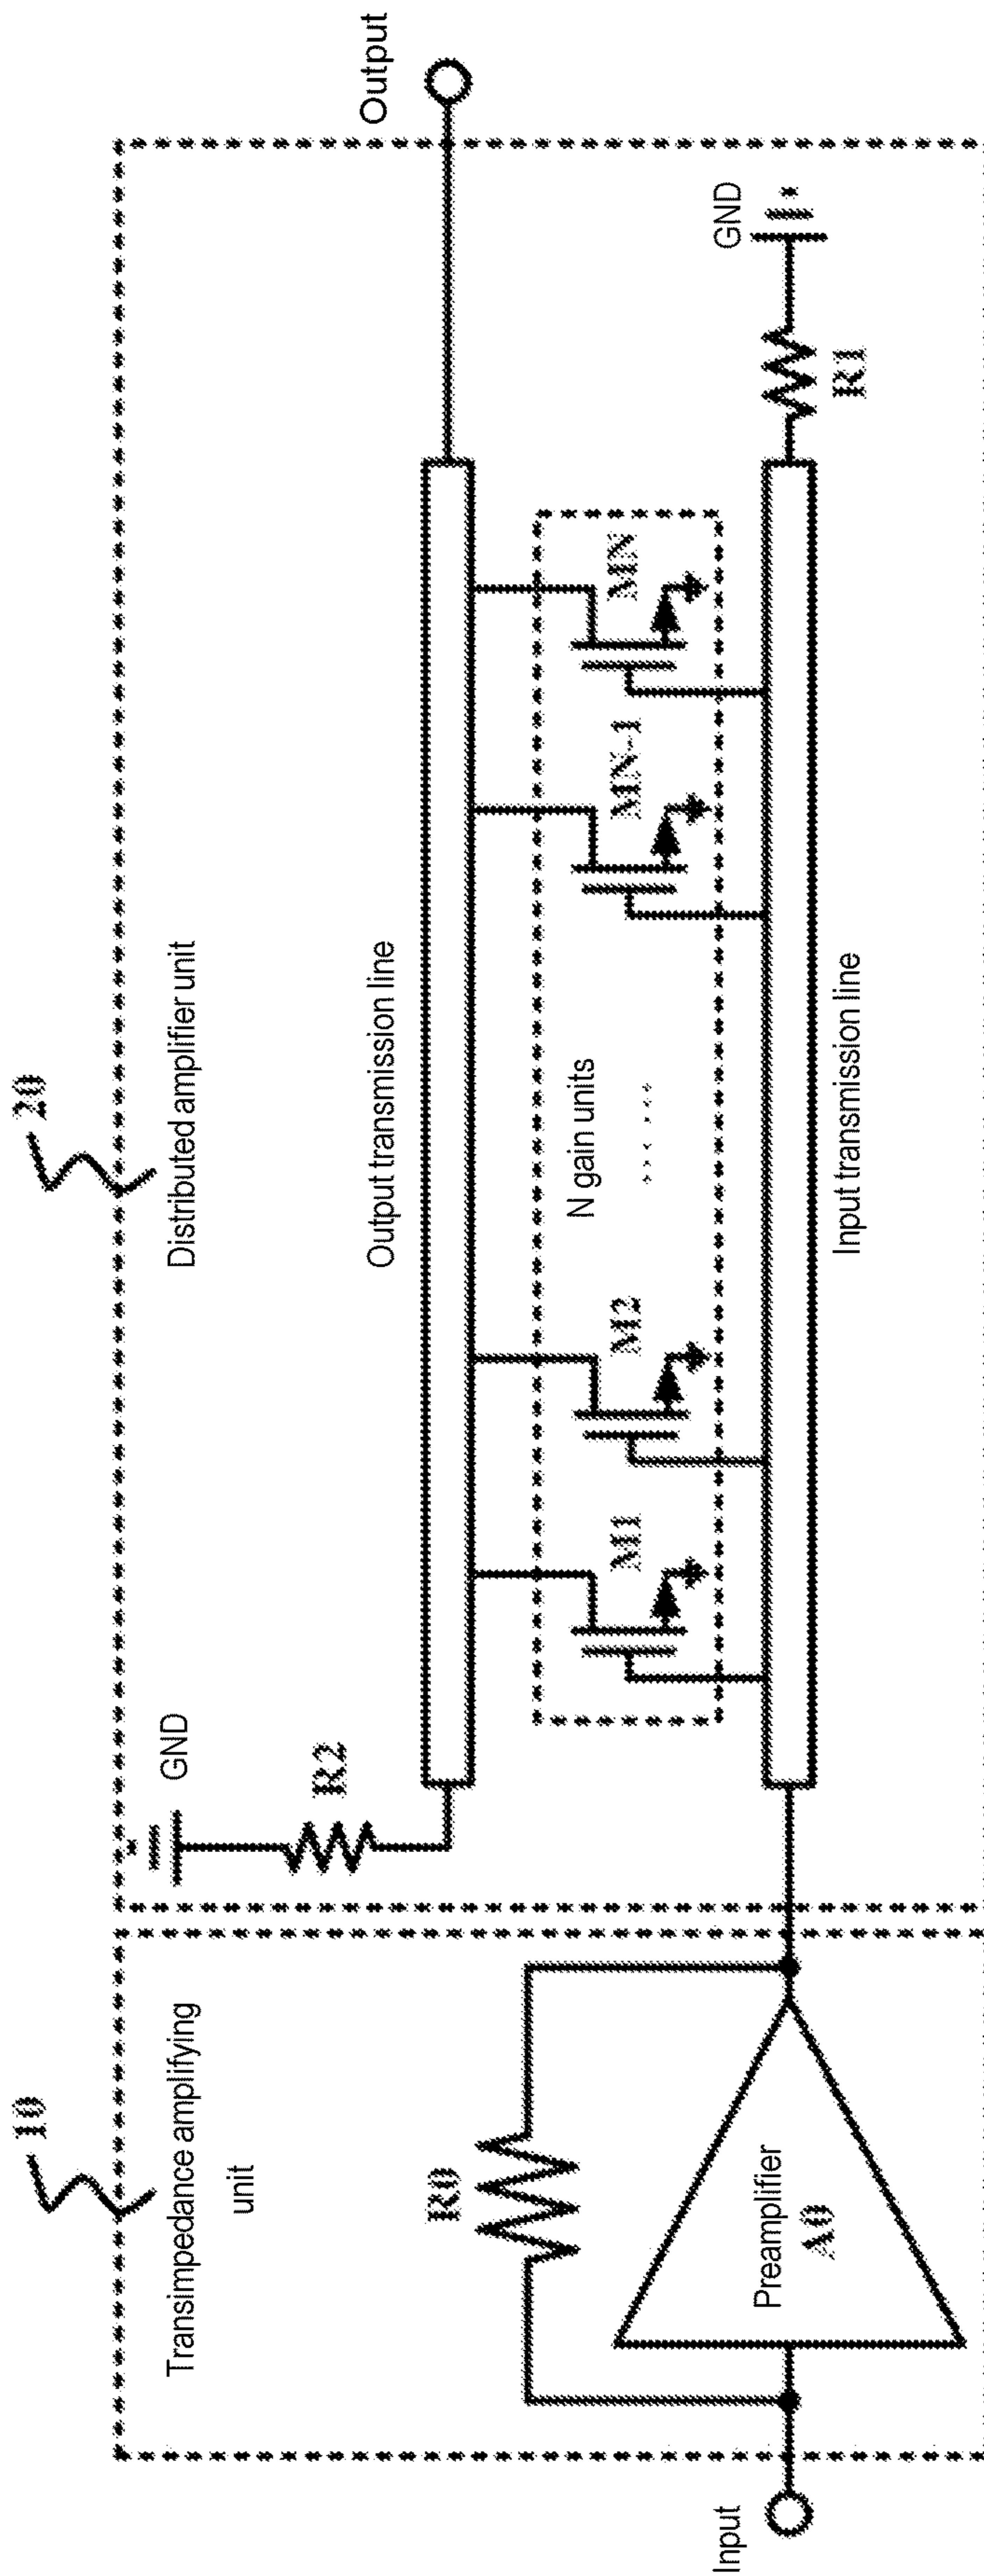 10
20
Transimpedance amplifying
unit
Distributed amplifier unit
GND
R2
Output
Output transmission line
R0
N gain units
M1
M2
MN-1
MN
GND
Preamplifier
A0
Input transmission line
R1
Input